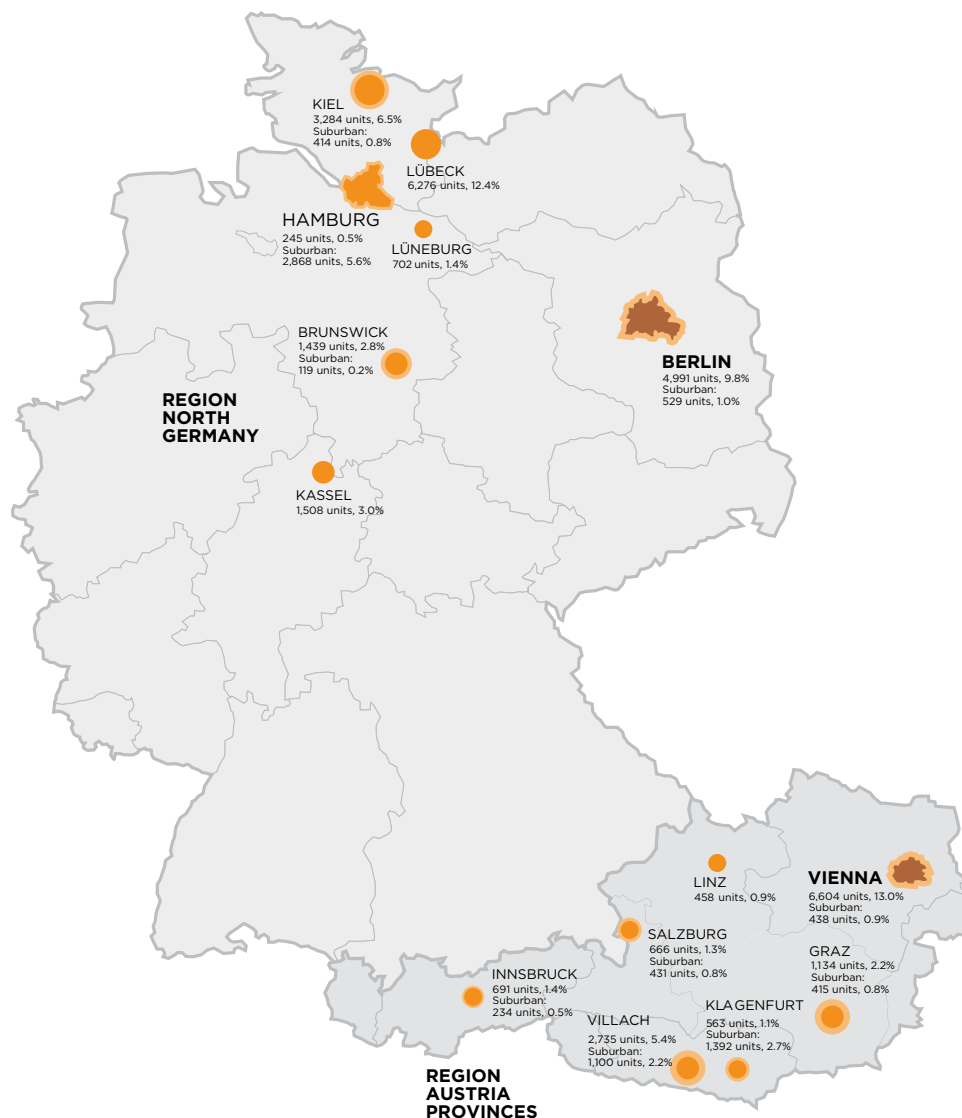 KIEL
3,284 units, 6.5%
Suburban:
414 units, 0.8%
LÜBECK
6,276 units, 12.4%
HAMBURG
245 units, 0.5%
Suburban:
2,868 units, 5.6%
LÜNEBURG
702 units, 1.4%
BRUNSWICK
1,439 units, 2.8%
Suburban:
119 units, 0.2%
BERLIN
4,991 units, 9.8%
Suburban:
529 units, 1.0%
REGION
NORTH
GERMANY
KASSEL
1,508 units, 3.0%
LINZ
458 units, 0.9%
VIENNA
6,604 units, 13.0%
Suburban:
438 units, 0.9%
SALZBURG
666 units, 1.3%
Suburban:
431 units, 0.8%
GRAZ
1,134 units, 2.2%
Suburban:
415 units, 0.8%
INNSBRUCK
691 units, 1.4%
Suburban:
234 units, 0.5%
KLAGENFURT
563 units, 1.1%
Suburban:
1,392 units, 2.7%
VILLACH
2,735 units, 5.4%
Suburban:
1,100 units, 2.2%
REGION
AUSTRIA
PROVINCES